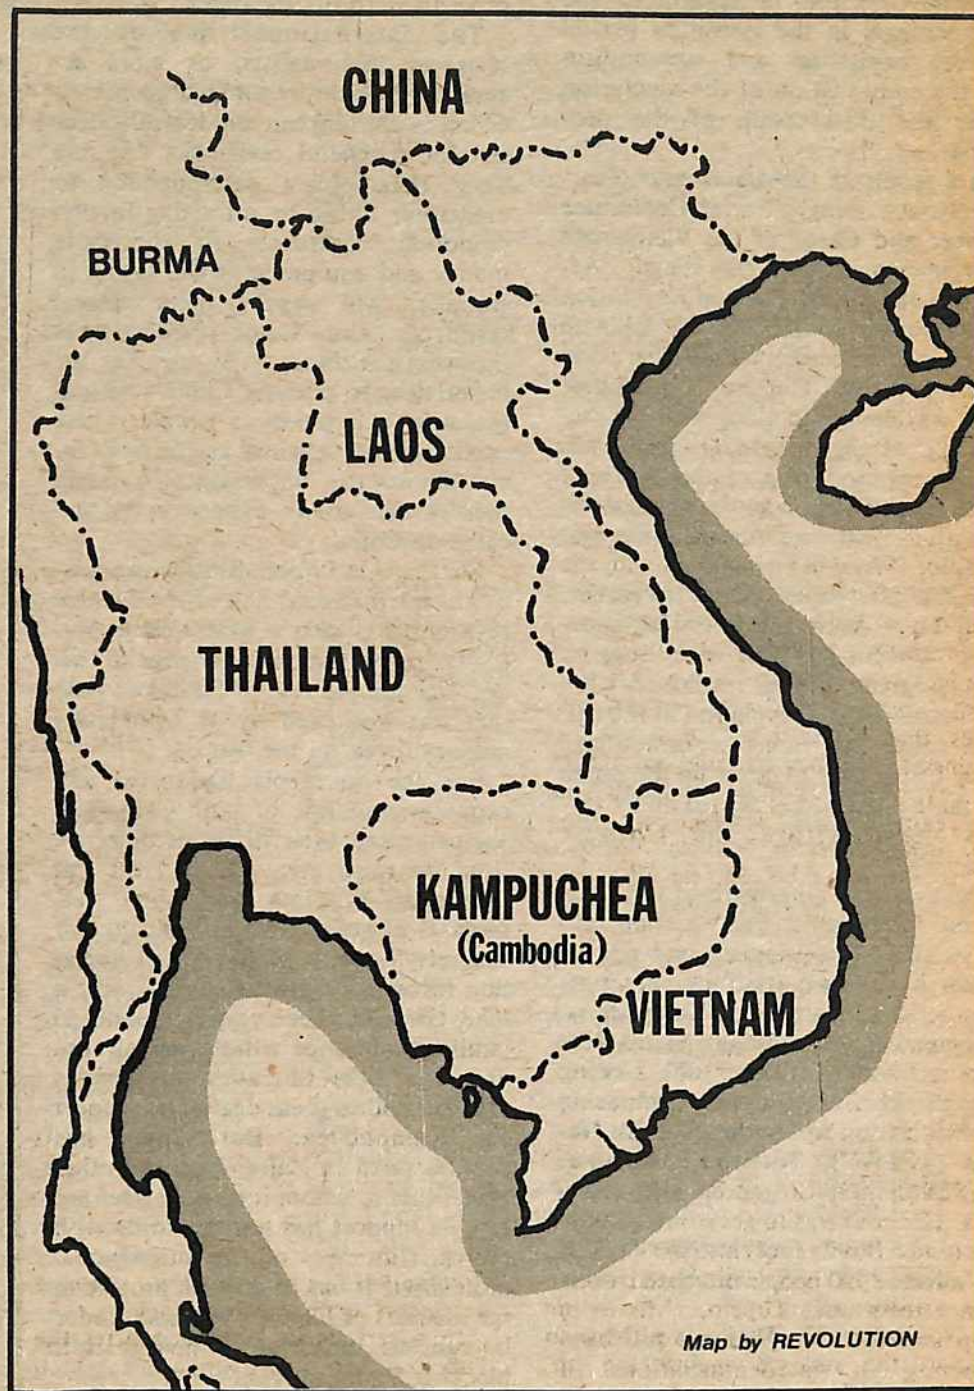 CHINA
BURMA
LAOS
THAILAND
KAMPUCHEA
(Cambodia)
VIETNAM
Map by REVOLUTION